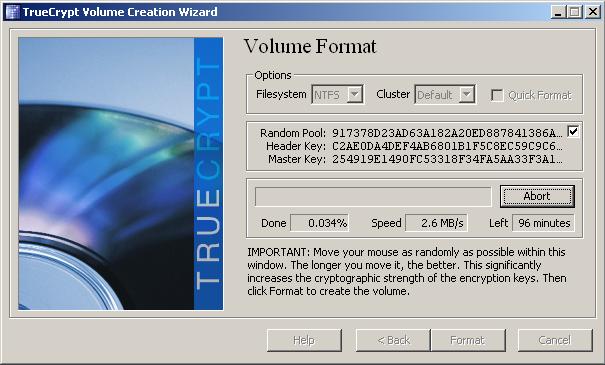 TrueCrypt Volume Creation Wizard
TRUECRYPT
Volume Format
Options
Filesystem NTFS Cluster Default Quick Format
Random Pool: 917378D23AD63A182A20ED887841386A...
Header Key: C2AE0DA4DEF4AB6801B1F5C8EC59C9C6...
Master Key: 254919E1490FC53318F34FA5AA33F3A1...
Abort
Done 0.034% Speed 2.6 MB/s Left 96 minutes
IMPORTANT: Move your mouse as randomly as possible within this
window. The longer you move it, the better. This significantly
increases the cryptographic strength of the encryption keys. Then
click Format to create the volume.
Help < Back Format Cancel